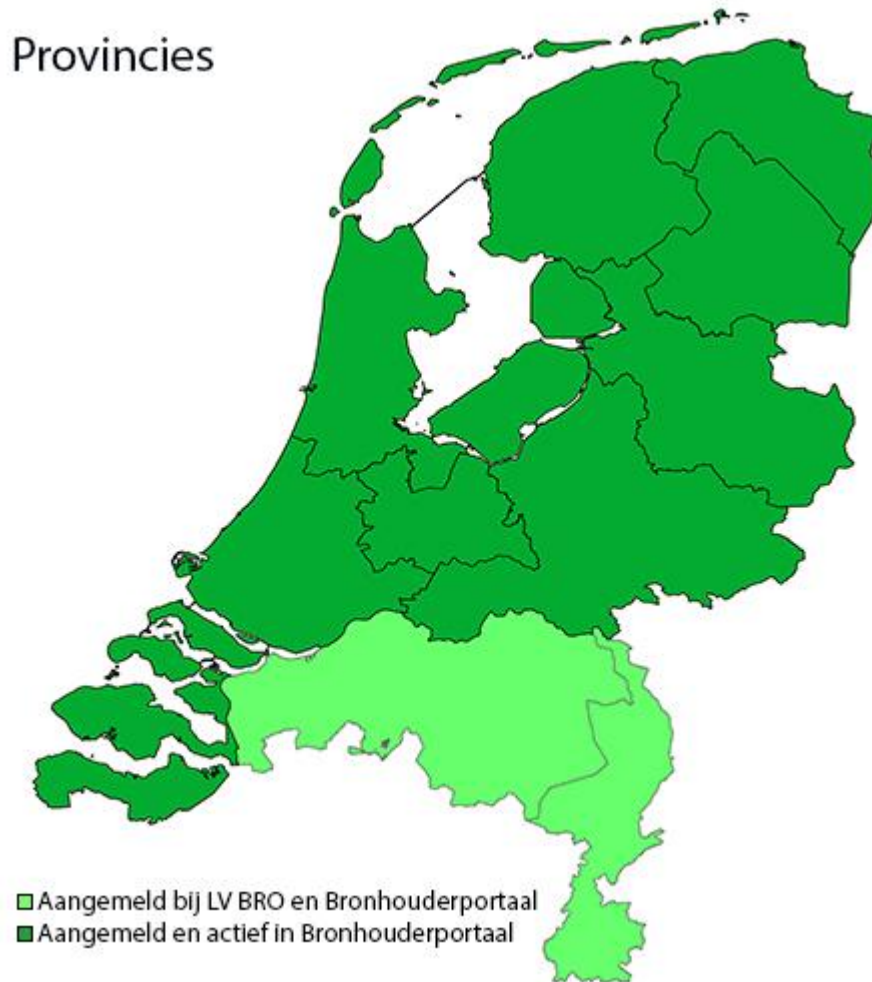 Provincies
Aangemeld bij LV BRO en Bronhouderportaal
Aangemeld en actief in Bronhouderportaal